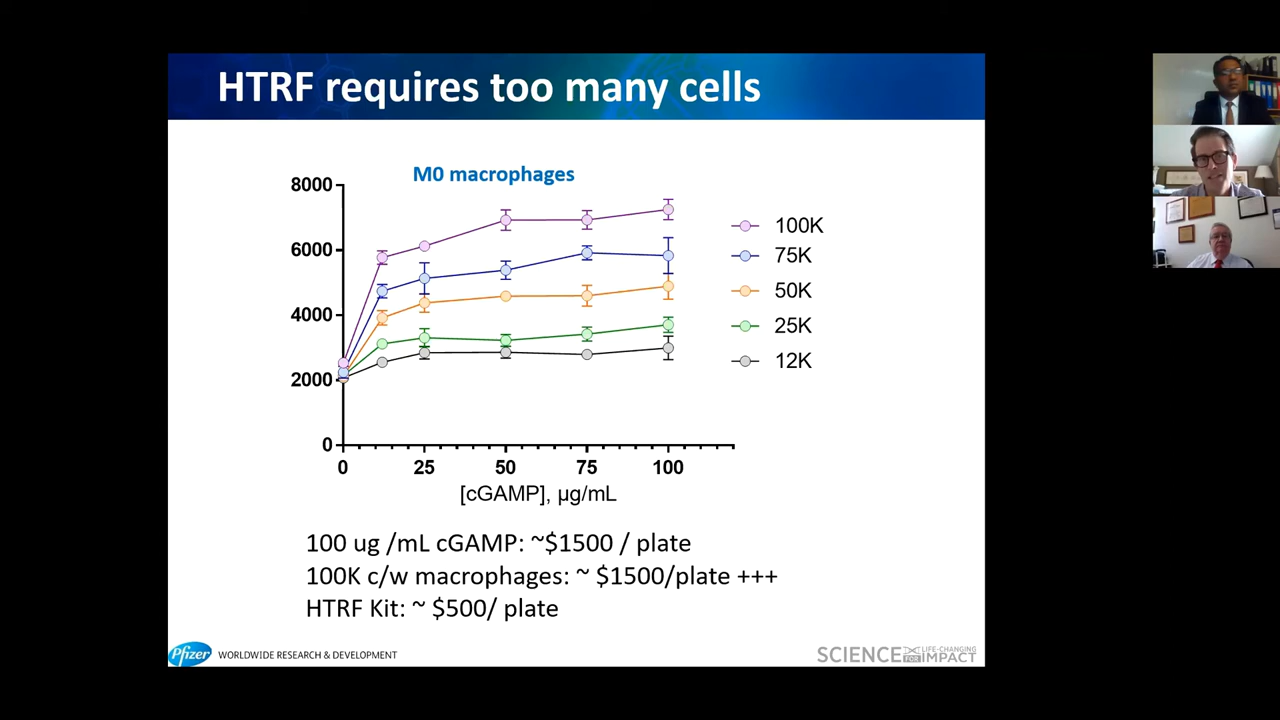 HTRF requires too many cells
M0 macrophages
8000
6000
4000
2000
0
0 25 50 75 100
[cGAMP], µg/mL
100K
75K
50K
25K
12K
100 ug /mL cGAMP: ~$1500 / plate
100K c/w macrophages: ~ $1500/plate +++
HTRF Kit: ~ $500/ plate
Pfizer WORLDWIDE RESEARCH & DEVELOPMENT
SCIENCE FOR LIFE-CHANGING IMPACT